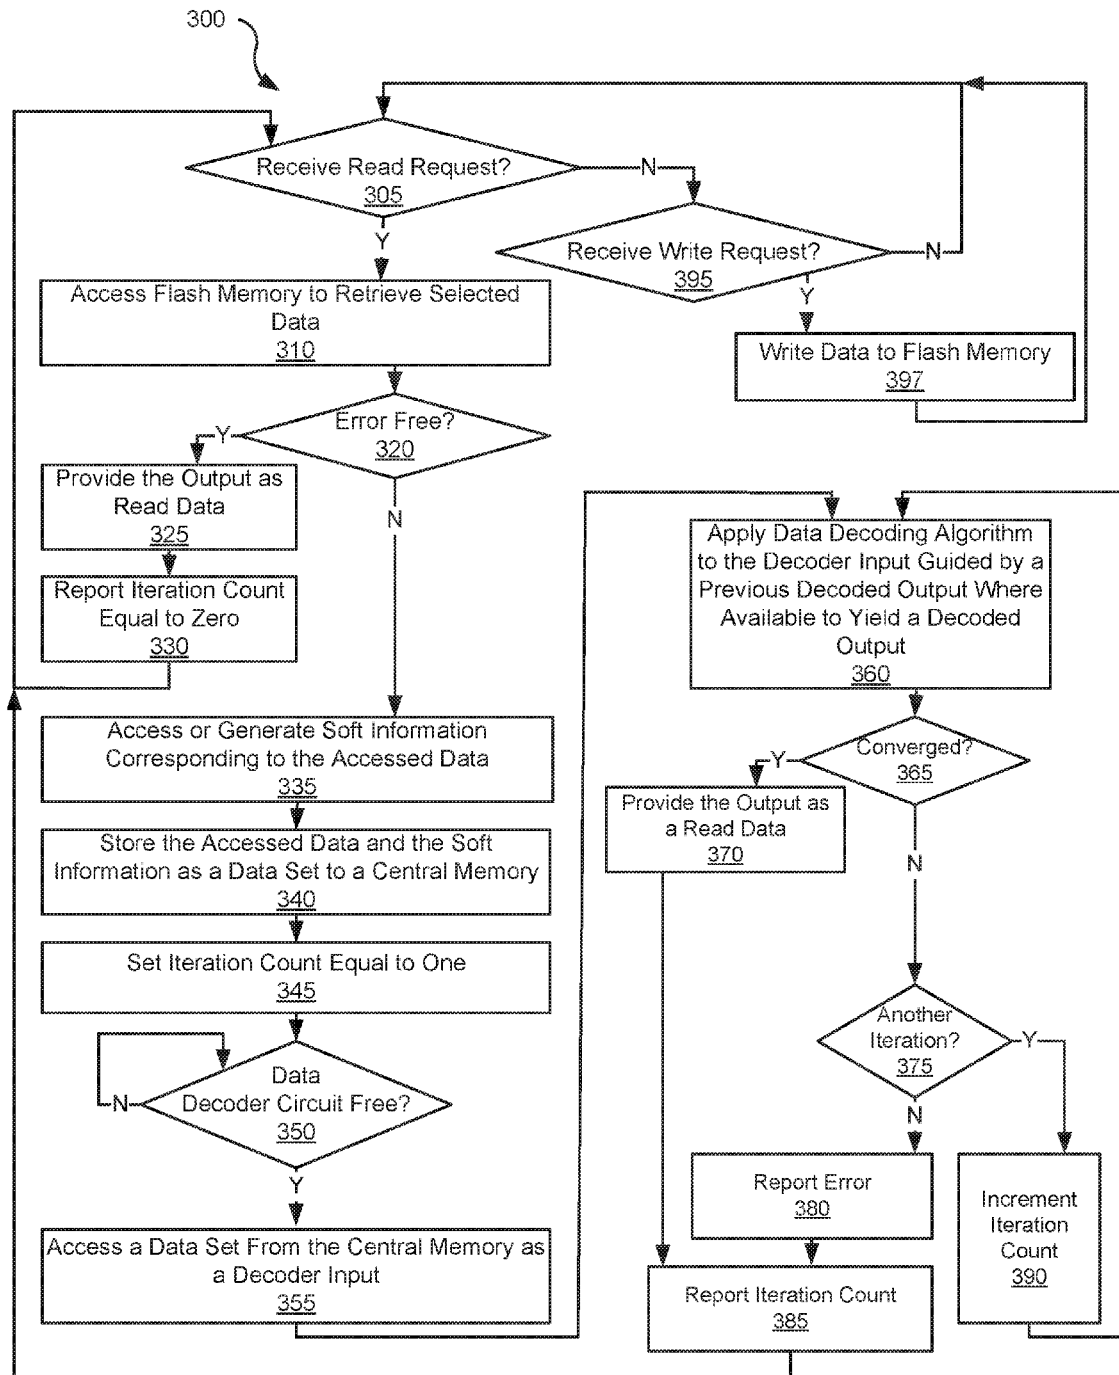 300
Receive Read Request?
305
N
Receive Write Request?
395
N
Y
Y
Access Flash Memory to Retrieve Selected
Data
310
Write Data to Flash Memory
397
Error Free?
320
Y
N
Provide the Output as
Read Data
325
Report Iteration Count
Equal to Zero
330
Access or Generate Soft Information
Corresponding to the Accessed Data
335
Store the Accessed Data and the Soft
Information as a Data Set to a Central Memory
340
Set Iteration Count Equal to One
345
Data
Decoder Circuit Free?
350
N
Y
Access a Data Set From the Central Memory as
a Decoder Input
355
Apply Data Decoding Algorithm
to the Decoder Input Guided by a
Previous Decoded Output Where
Available to Yield a Decoded
Output
360
Converged?
365
Y
N
Provide the Output as
a Read Data
370
Another
Iteration?
375
Y
N
Report Error
380
Increment
Iteration
Count
390
Report Iteration Count
385